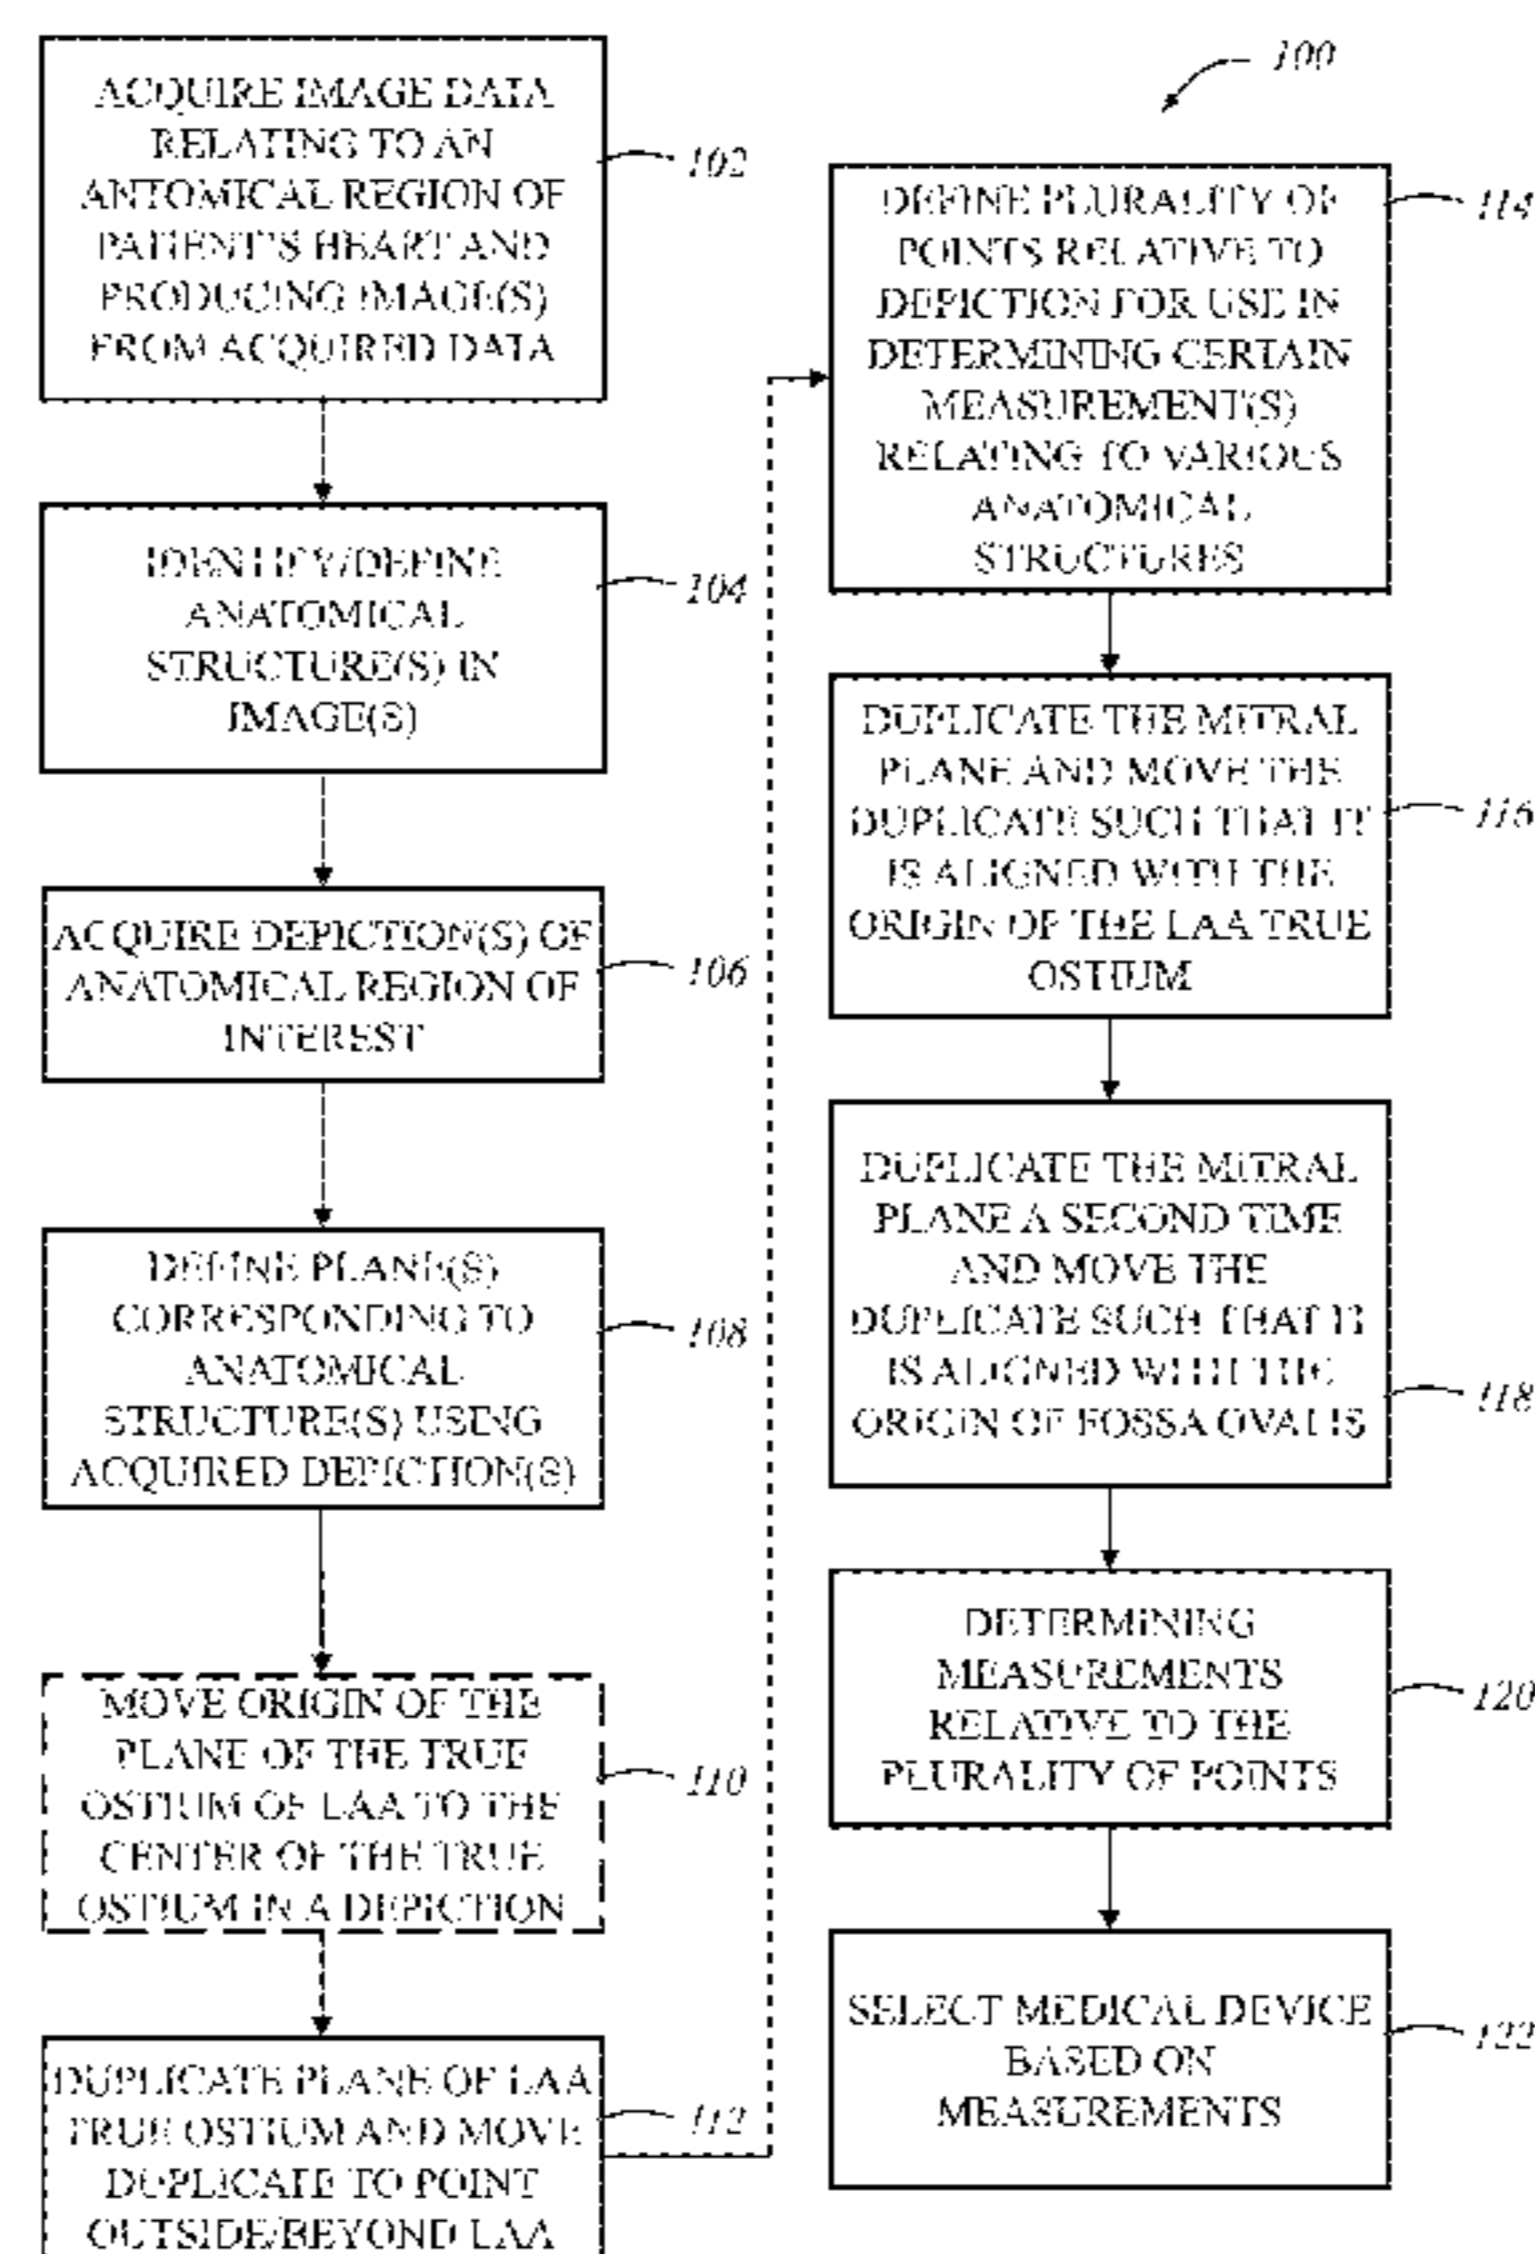 ACQUIRE IMAGE DATA
RELATING TO AN
ANTOMICAL REGION OF
PATIENT'S HEART AND
PRODUCING IMAGE(S)
FROM ACQUIRED DATA
102
IDENTIFY/DEFINE
ANATOMICAL
STRUCTURE(S) IN
IMAGE(S)
104
ACQUIRE DEPICTION(S) OF
ANATOMICAL REGION OF
INTEREST
106
DEFINE PLANE(S)
CORRESPONDING TO
ANATOMICAL
STRUCTURE(S) USING
ACQUIRED DEPICTION(S)
108
MOVE ORIGIN OF THE
PLANE OF THE TRUE
OSTIUM OF LAA TO THE
CENTER OF THE TRUE
OSTIUM IN A DEPICTION
110
DUPLICATE PLANE OF LAA
TRUE OSTIUM AND MOVE
DUPLICATE TO POINT
OUTSIDE/BEYOND LAA
112
100
DEFINE PLURALITY OF
POINTS RELATIVE TO
DEPICTION FOR USE IN
DETERMINING CERTAIN
MEASUREMENT(S)
RELATING TO VARIOUS
ANATOMICAL
STRUCTURES
114
DUPLICATE THE MITRAL
PLANE AND MOVE THE
DUPLICATE SUCH THAT IT
IS ALIGNED WITH THE
ORIGIN OF THE LAA TRUE
OSTIUM
116
DUPLICATE THE MITRAL
PLANE A SECOND TIME
AND MOVE THE
DUPLICATE SUCH THAT IT
IS ALIGNED WITH THE
ORIGIN OF FOSSA OVALIS
118
DETERMINING
MEASUREMENTS
RELATIVE TO THE
PLURALITY OF POINTS
120
SELECT MEDICAL DEVICE
BASED ON
MEASUREMENTS
122